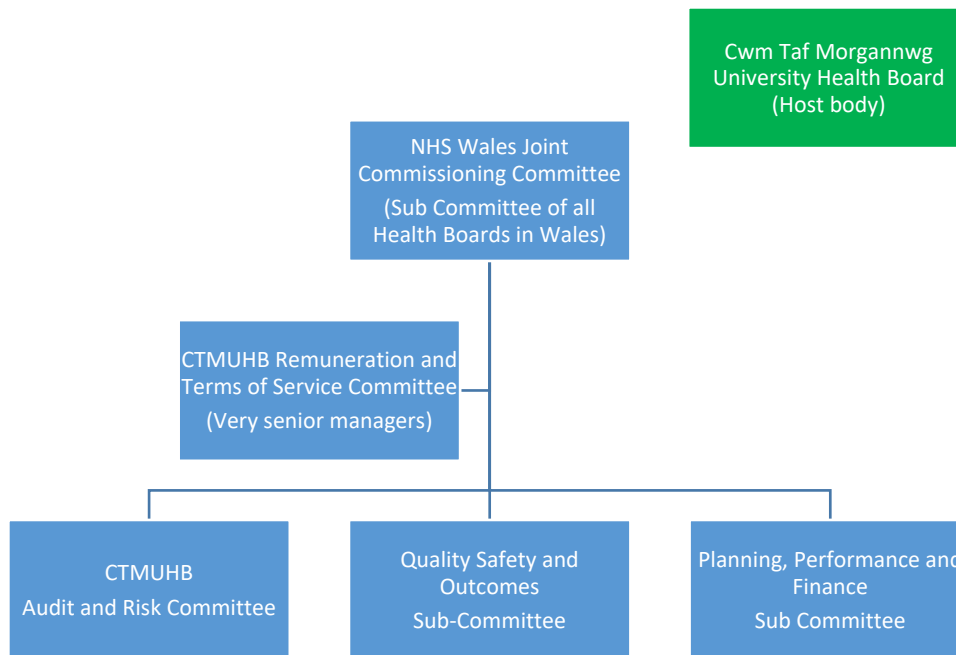 Cwm Taf Morgannwg
University Health Board
(Host body)
NHS Wales Joint
Commissioning Committee
(Sub Committee of all
Health Boards in Wales)
CTMUHB Remuneration and
Terms of Service Committee
(Very senior managers)
CTMUHB
Audit and Risk Committee
Quality Safety and
Outcomes
Sub-Committee
Planning, Performance and
Finance
Sub Committee